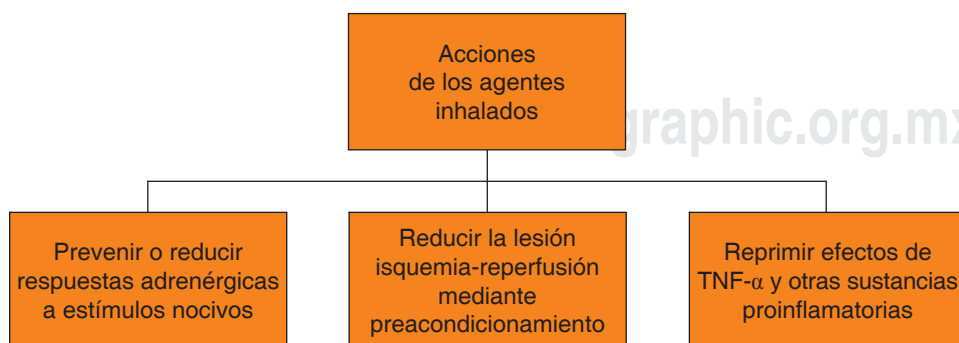 Acciones
de los agentes
inhalados
graphic.org.mx
Prevenir o reducir
respuestas adrenérgicas
a estímulos nocivos
Reducir la lesión
isquemia-reperfusión
mediante
preacondicionamiento
Reprimir efectos de
TNF-α y otras sustancias
proinflamatorias